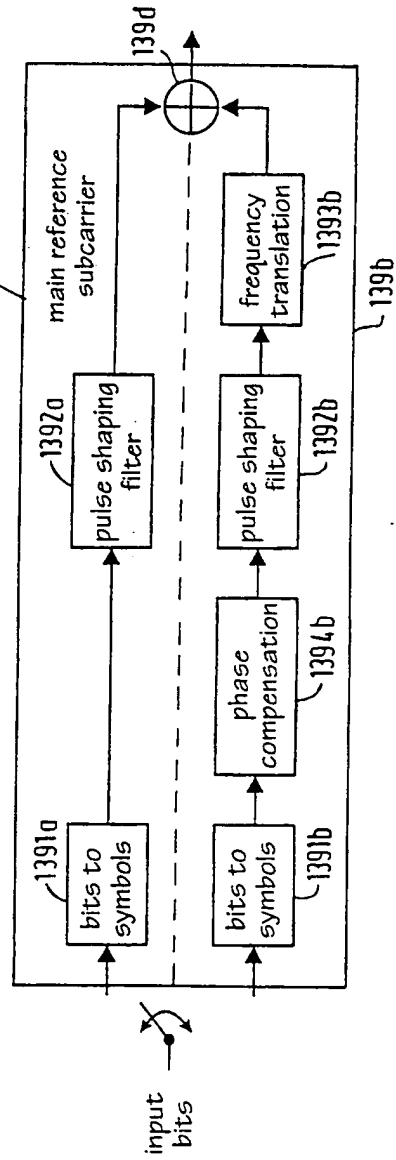 139d
main reference
subcarrier
1392a
pulse shaping
filter
1391a
bits to
symbols
input
bits
bits to
symbols
1391b
phase
compensation
1394b
pulse shaping
filter
1392b
frequency
translation
1393b
139b